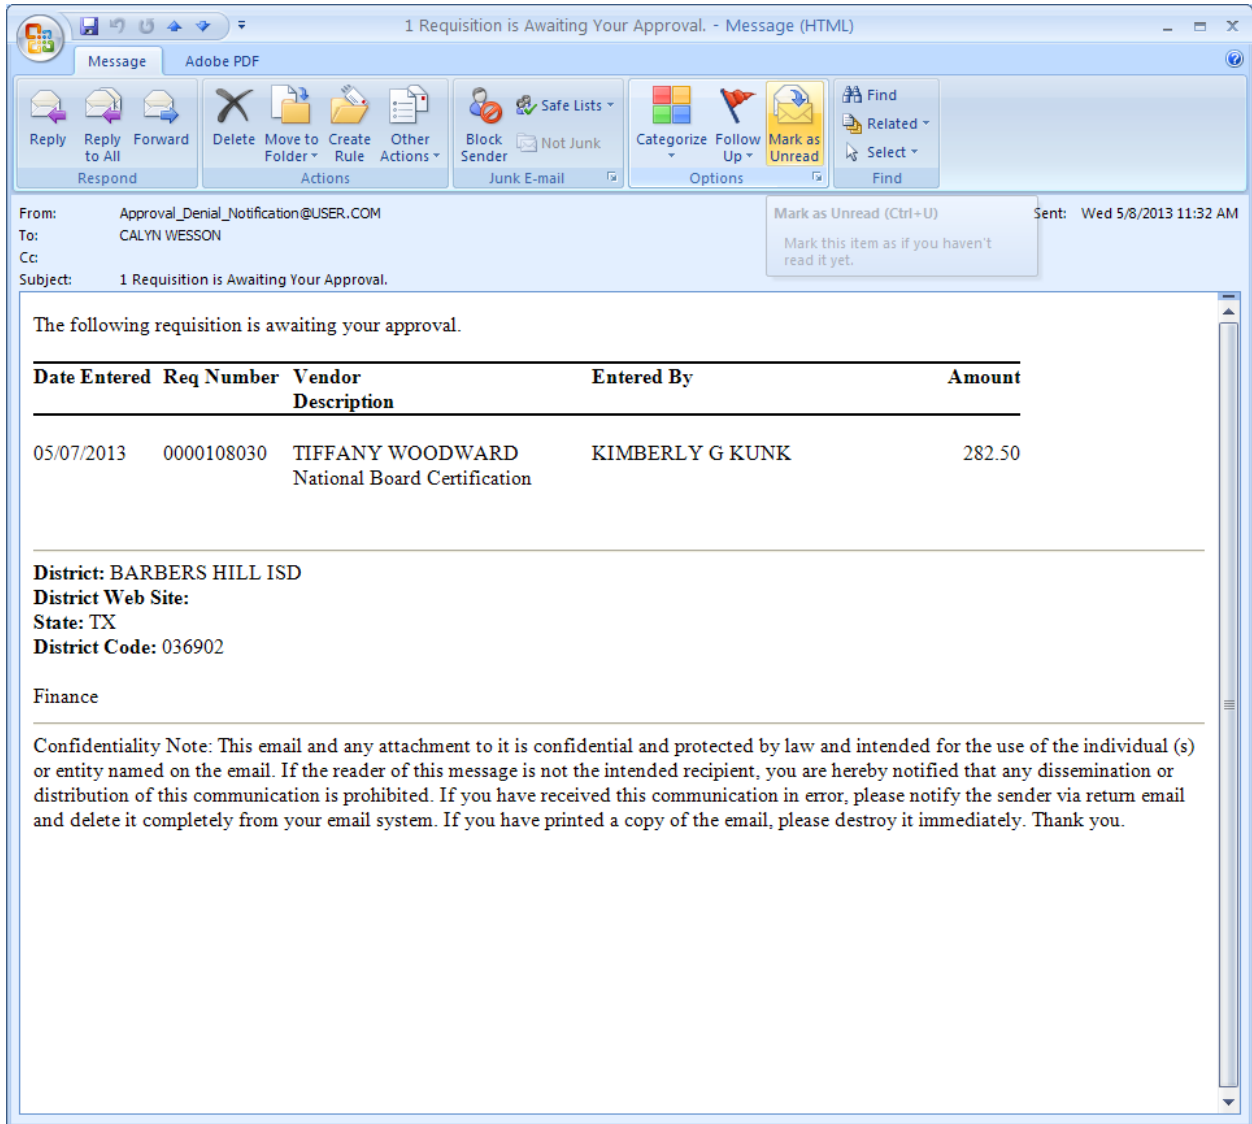 1 Requisition is Awaiting Your Approval. - Message (HTML)
Message Adobe PDF
Reply Reply to All Forward
Respond
Delete Move to Folder Create Rule Other Actions
Actions
Block Sender Safe Lists Not Junk
Junk E-mail
Categorize Follow Up Mark as Unread
Options
Find
Related
Select
Find
From: Approval_Denial_Notification@USER.COM
Sent: Wed 5/8/2013 11:32 AM
To: CALYN WESSON
Cc:
Subject: 1 Requisition is Awaiting Your Approval.
Mark as Unread (Ctrl+U)
Mark this item as if you haven't
read it yet.
The following requisition is awaiting your approval.
Date Entered Req Number Vendor Entered By Amount
Description
05/07/2013 0000108030 TIFFANY WOODWARD KIMBERLY G KUNK 282.50
National Board Certification
District: BARBERS HILL ISD
District Web Site:
State: TX
District Code: 036902
Finance
Confidentiality Note: This email and any attachment to it is confidential and protected by law and intended for the use of the individual (s)
or entity named on the email. If the reader of this message is not the intended recipient, you are hereby notified that any dissemination or
distribution of this communication is prohibited. If you have received this communication in error, please notify the sender via return email
and delete it completely from your email system. If you have printed a copy of the email, please destroy it immediately. Thank you.